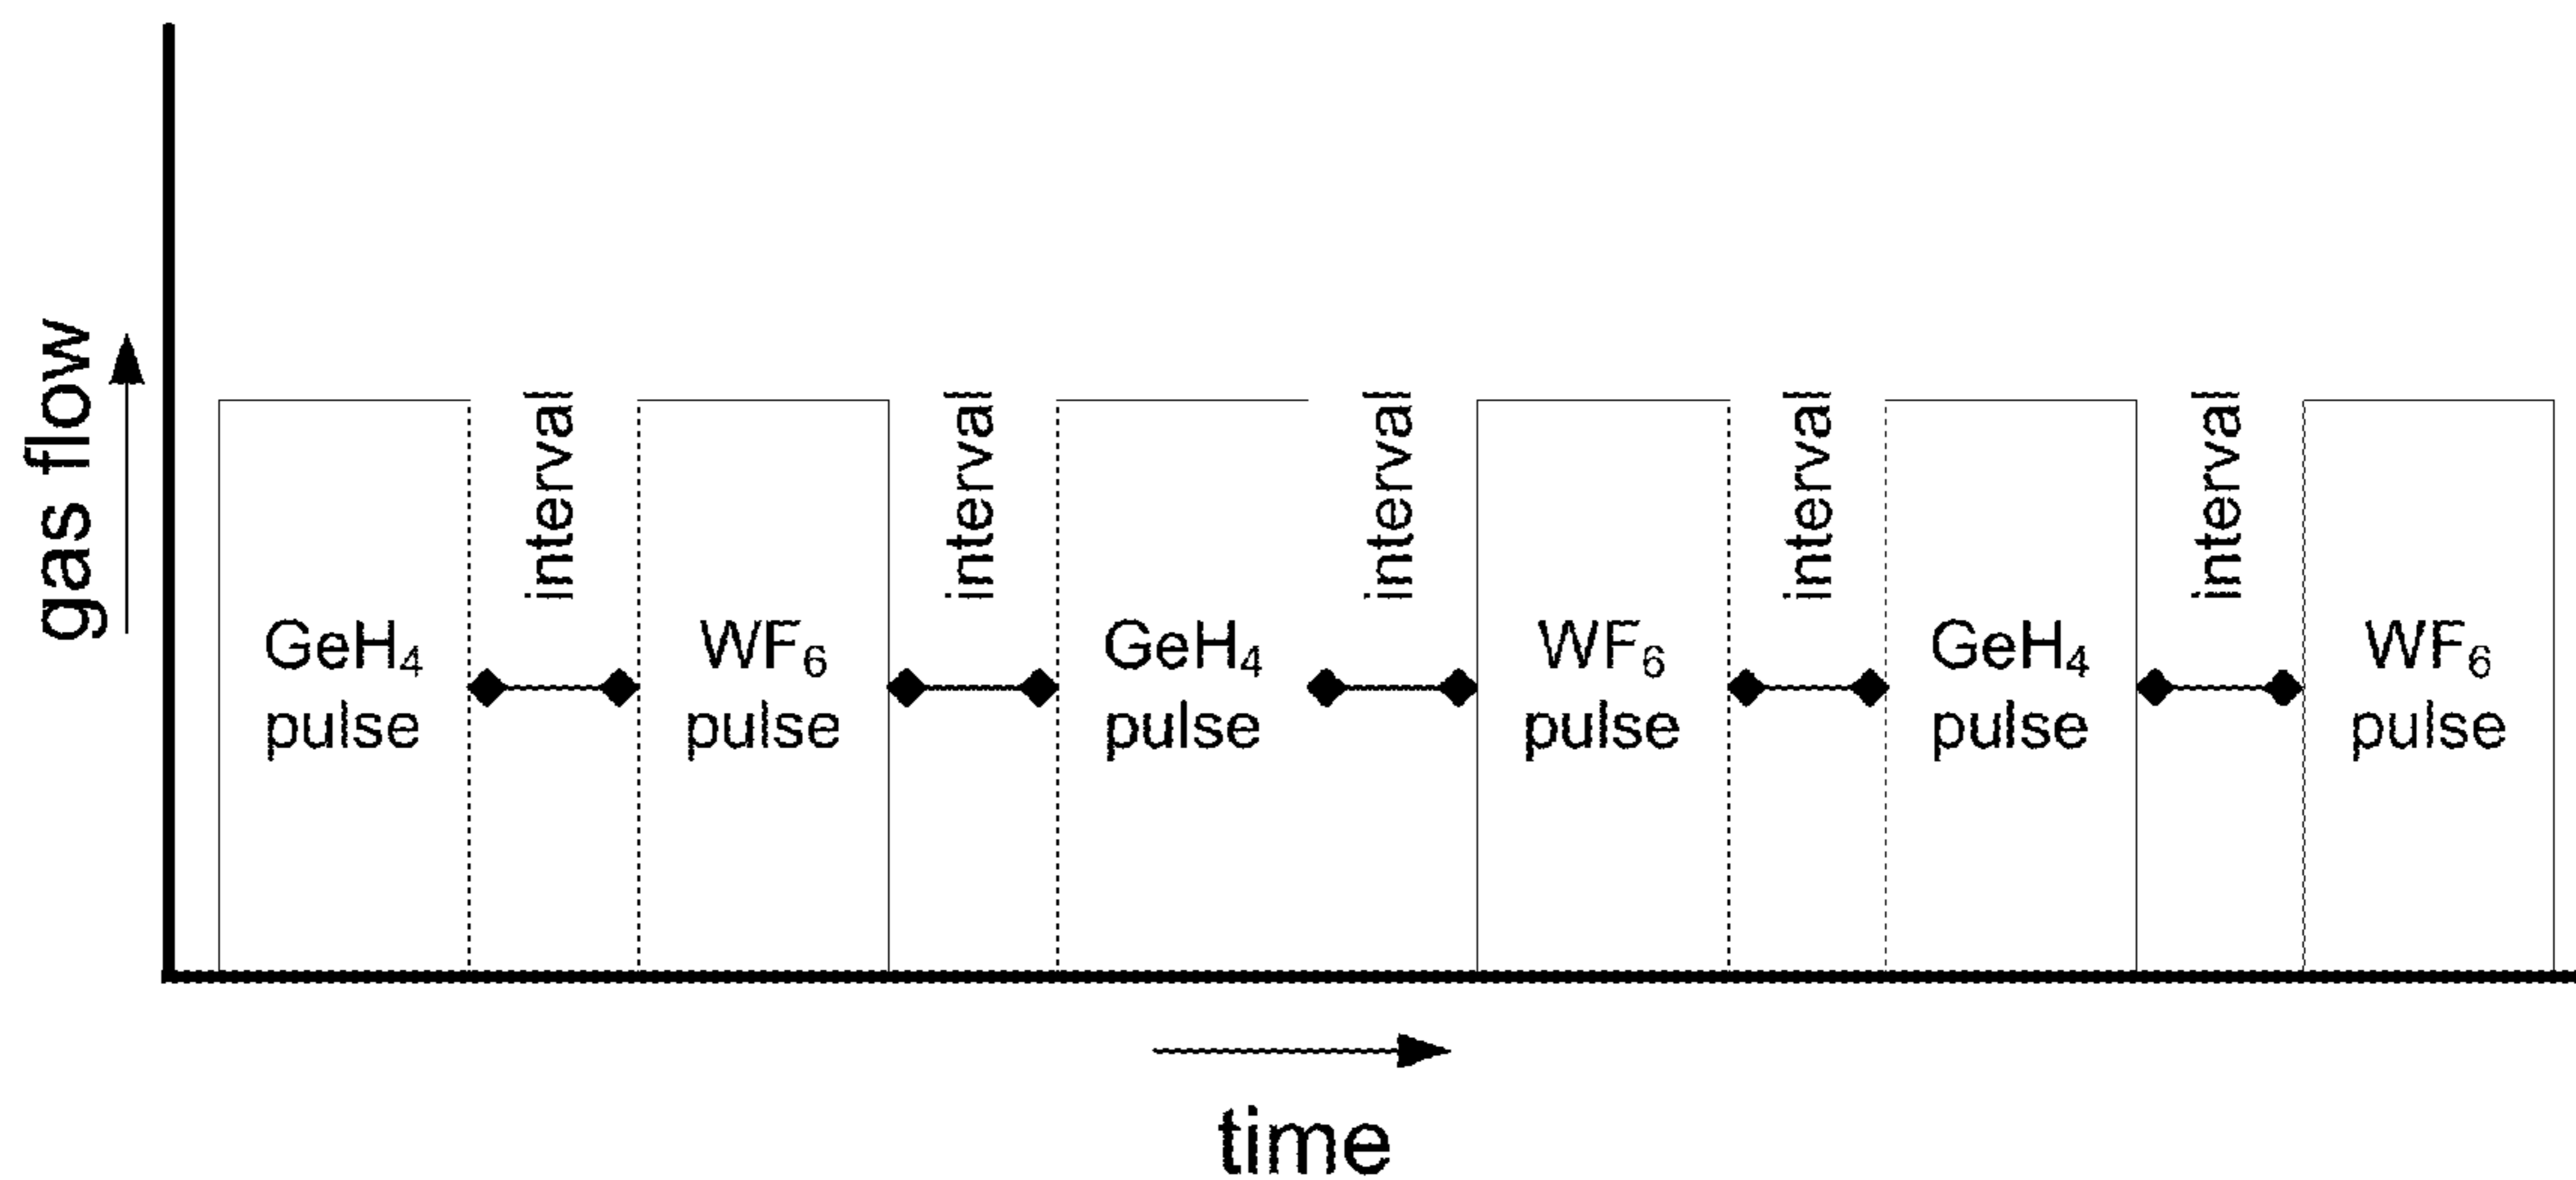 gas flow
GeH₄
pulse
interval
WF₆
pulse
interval
GeH₄
pulse
interval
WF₆
pulse
interval
GeH₄
pulse
interval
WF₆
pulse
time